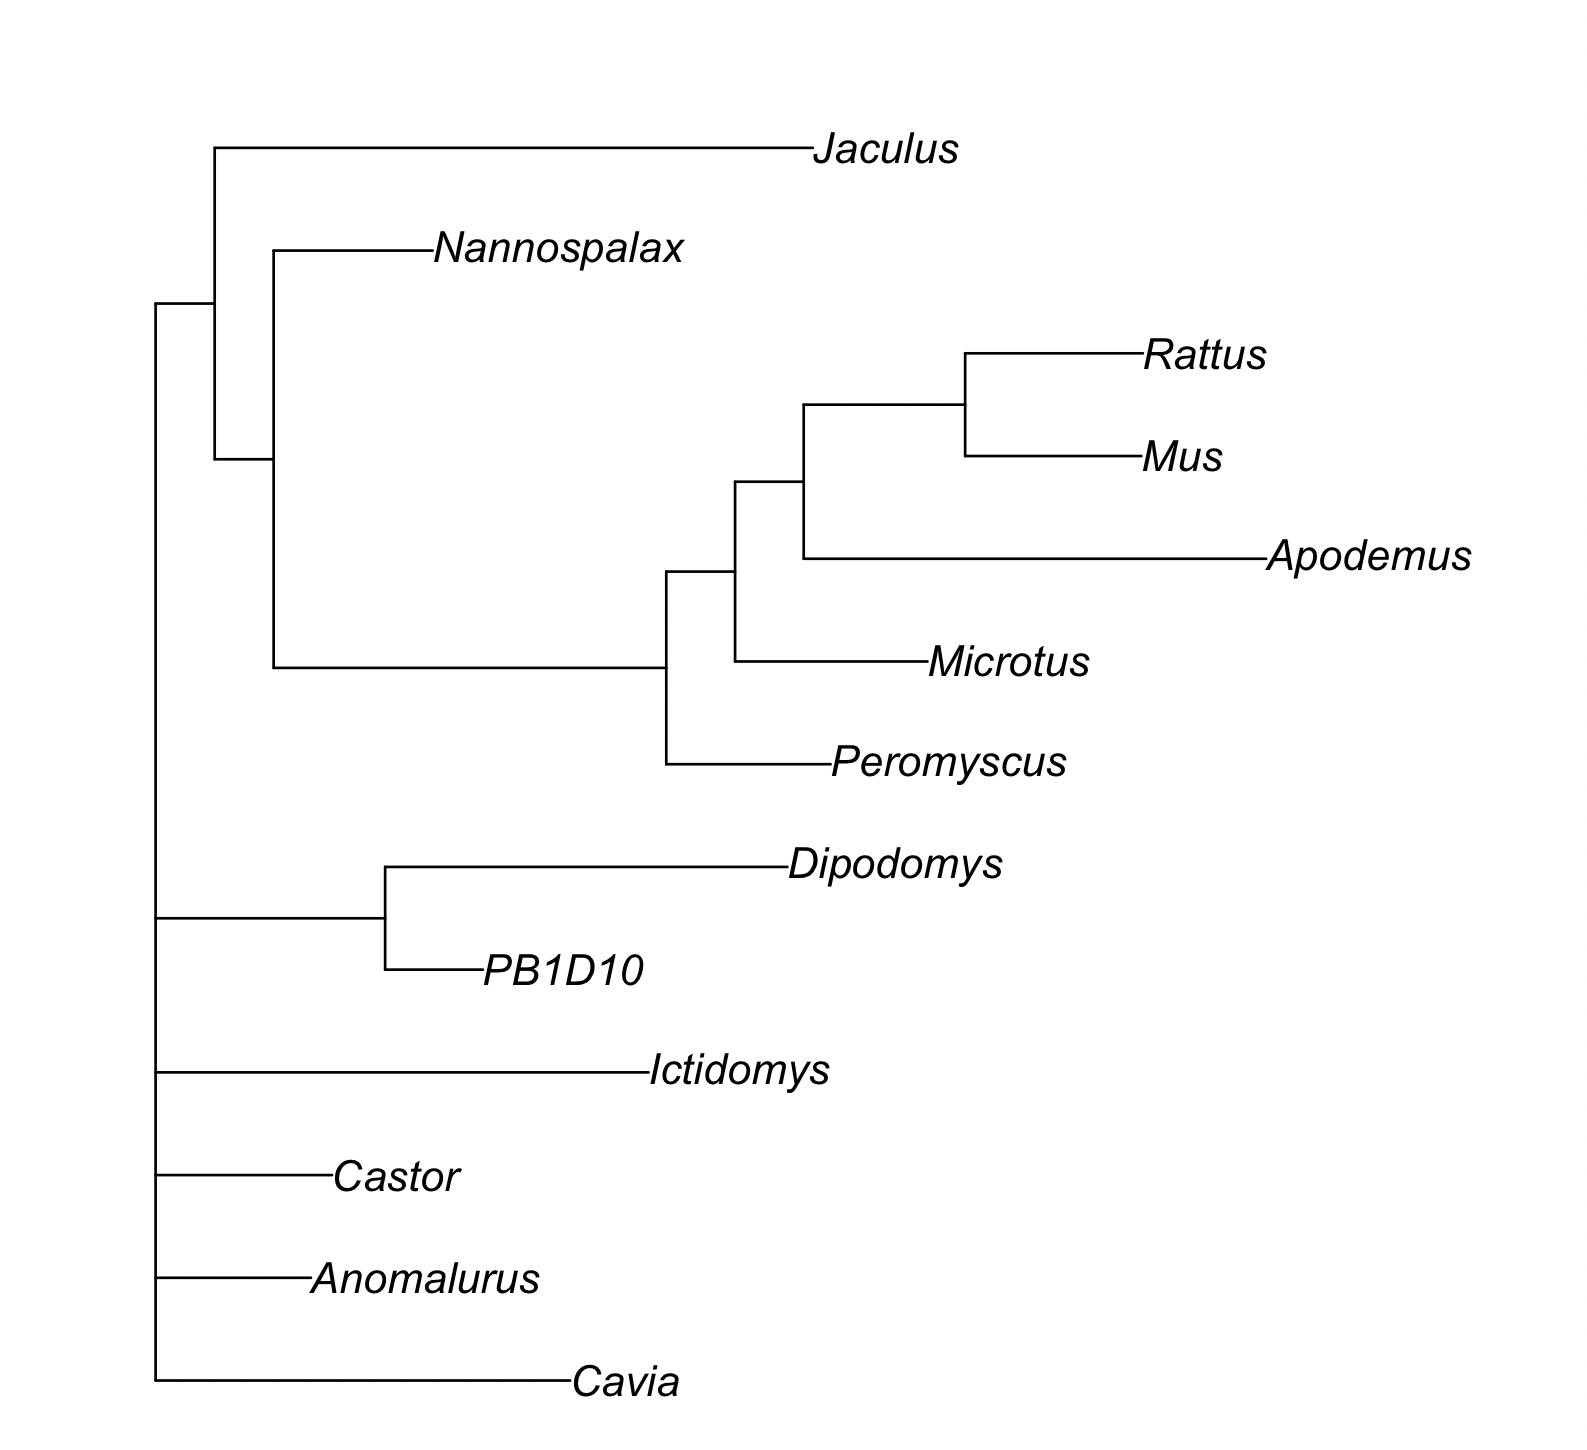 Jaculus
Nannospalax
Rattus
Mus
Apodemus
Microtus
Peromyscus
Dipodomys
PB1D10
Ictidomys
Castor
Anomalurus
Cavia